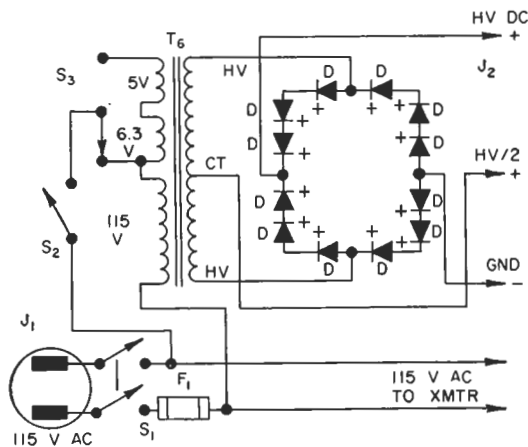 T6
HV DC
+
J2
S3
5V
HV
D
D
D
D
+
+
+
+
6.3
V
D
D
+
+
HV/2
+
CT
S2
115
V
D
D
+
+
D
D
+
+
GND
−
HV
J1
F1
115 V AC
TO XMTR
S1
115 V AC